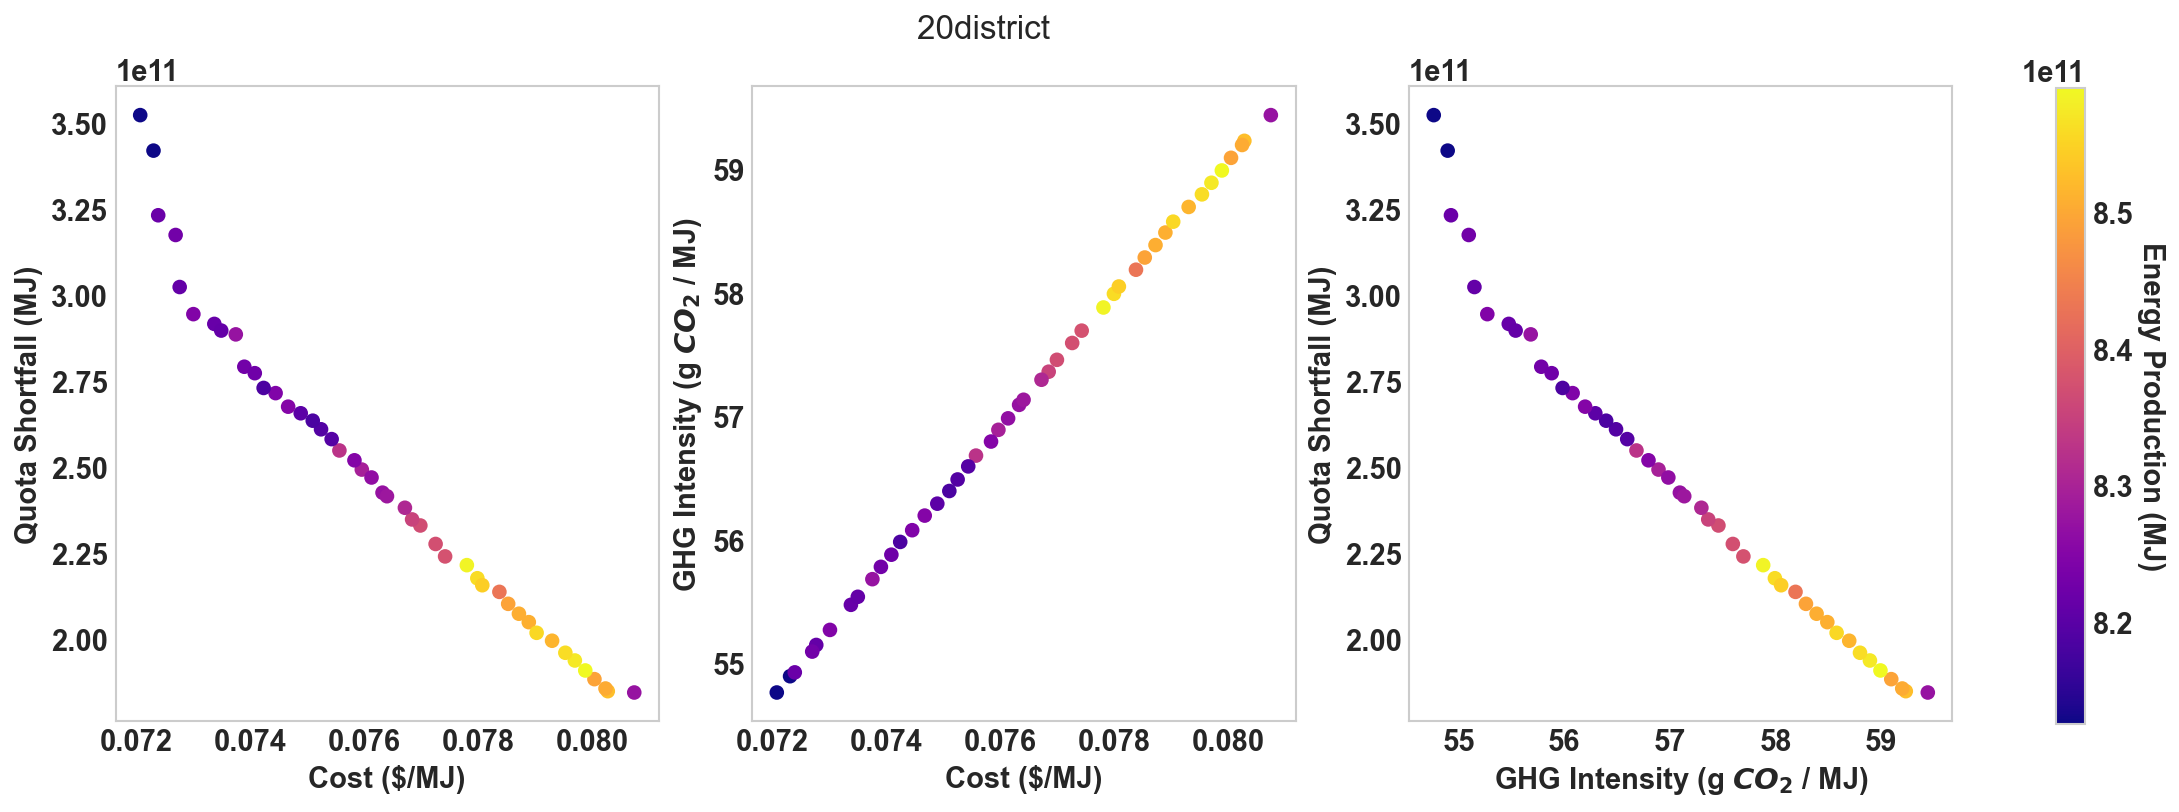 20district
1e11
3.50
3.25
3.00
2.75
2.50
2.25
2.00
Quota Shortfall (MJ)
0.072 0.074 0.076 0.078 0.080
Cost ($/MJ)
59
58
57
56
55
GHG Intensity (g CO₂ / MJ)
0.072 0.074 0.076 0.078 0.080
Cost ($/MJ)
1e11
3.50
3.25
3.00
2.75
2.50
2.25
2.00
Quota Shortfall (MJ)
55 56 57 58 59
GHG Intensity (g CO₂ / MJ)
1e11
8.5
8.4
8.3
8.2
Energy Production (MJ)